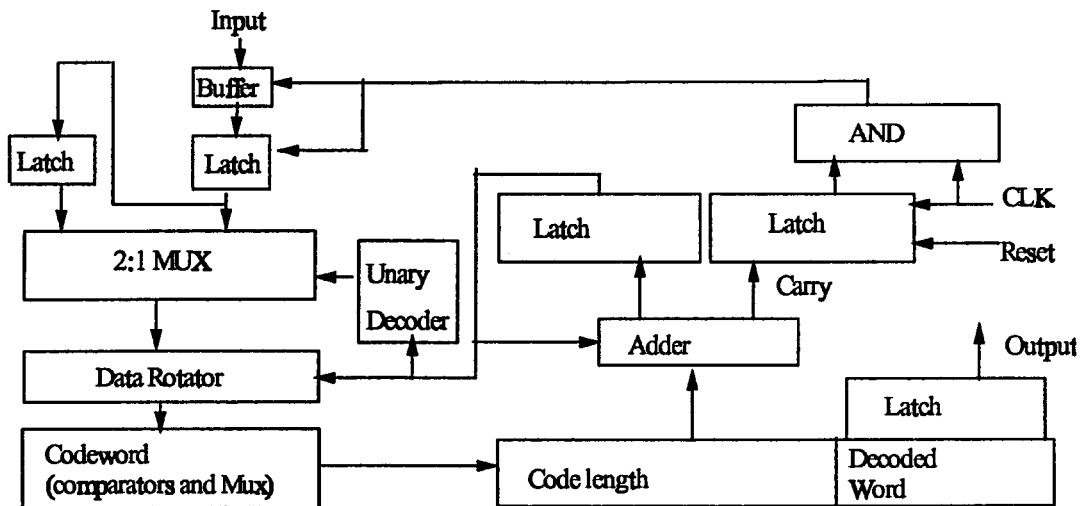 Input
Buffer
AND
Latch
Latch
CLK
Latch
Latch
2:1 MUX
Unary
Decoder
Reset
Carry
Adder
Output
Data Rotator
Latch
Codeword
(comparators and Mux)
Code length
Decoded
Word